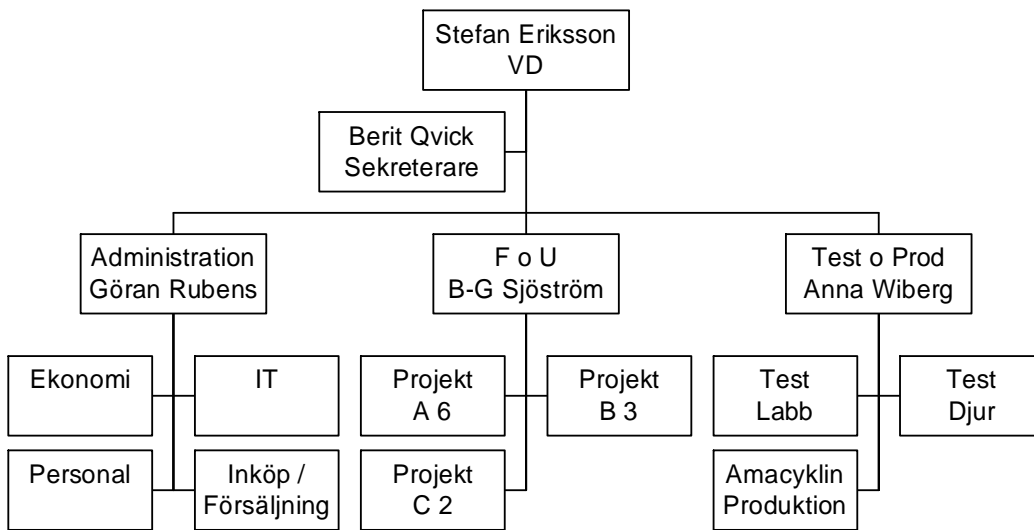 Stefan Eriksson
VD
Berit Qvick
Sekreterare
Administration
Göran Rubens
F o U
B-G Sjöström
Test o Prod
Anna Wiberg
Ekonomi
IT
Projekt
A 6
Projekt
B 3
Test
Labb
Test
Djur
Personal
Inköp /
Försäljning
Projekt
C 2
Amacyklin
Produktion